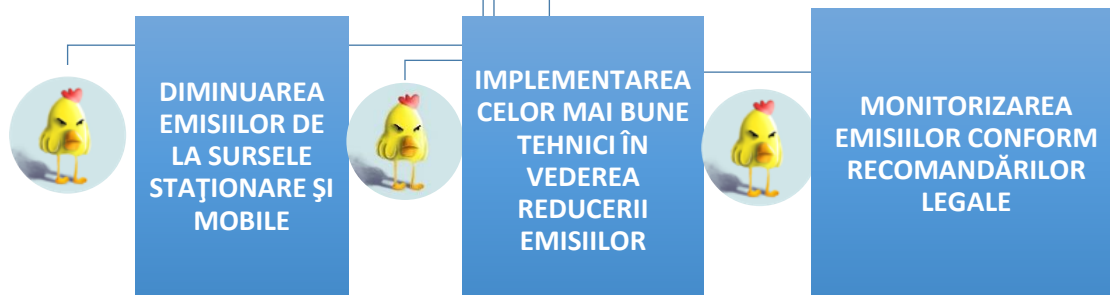 DIMINUAREA
EMISIILOR DE
LA SURSELE
STAŢIONARE ŞI
MOBILE
IMPLEMENTAREA
CELOR MAI BUNE
TEHNICI ÎN
VEDEREA
REDUCERII
EMISIILOR
MONITORIZAREA
EMISIILOR CONFORM
RECOMANDĂRILOR
LEGALE